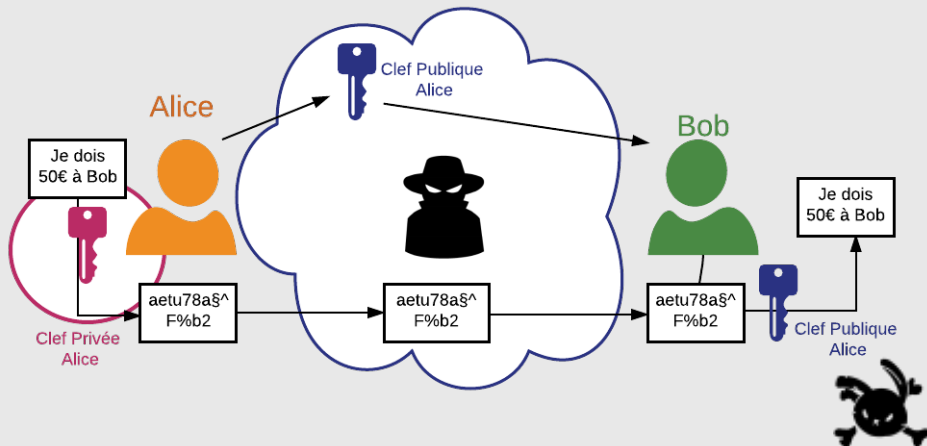 Clef Publique
Alice
Alice
Bob
Je dois
50€ à Bob
Je dois
50€ à Bob
aetu78a§^
F%b2
aetu78a§^
F%b2
aetu78a§^
F%b2
Clef Privée
Alice
Clef Publique
Alice